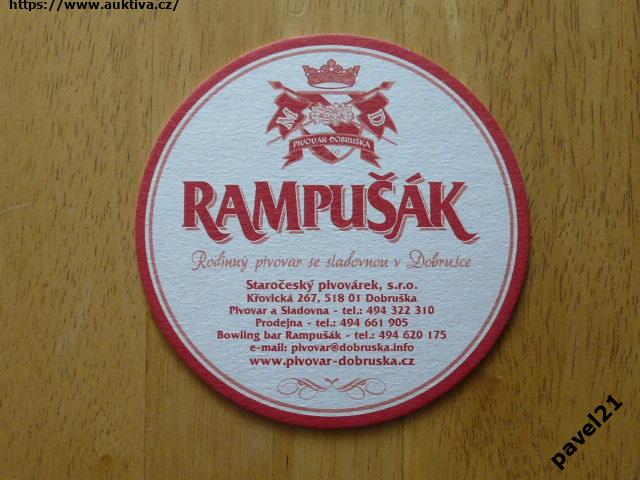 https://www.auktiva.cz/
M D
PIVOVAR DOBRUŠKA
RAMPUŠÁK
Rodinný pivovar se sladovnou v Dobrušce
Staročeský pivovárek, s.r.o.
Křovická 267, 518 01 Dobruška
Pivovar a Sladovna - tel.: 494 322 310
Prodejna - tel.: 494 661 905
Bowling bar Rampušák - tel.: 494 620 175
e-mail: pivovar@dobruska.info
www.pivovar-dobruska.cz
pavel21